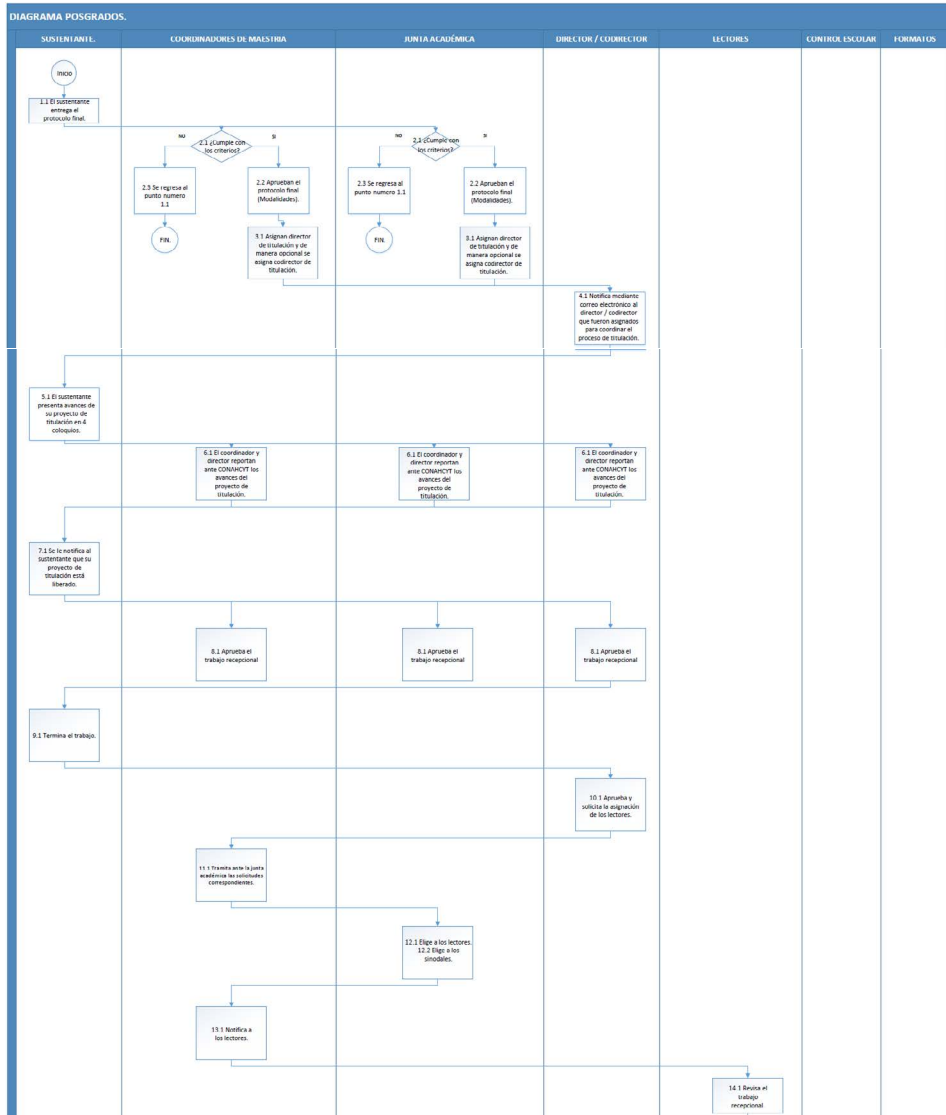 DIAGRAMA POSGRADOS.
SUSTENTANTE.
COORDINADORES DE MAESTRIA
JUNTA ACADÉMICA
DIRECTOR / CODIRECTOR
LECTORES
CONTROL ESCOLAR
FORMATOS
Inicio
1.1 El sustentante
entrega el
protocolo final.
NO
SI
2.1 ¿Cumple con
los criterios?
NO
SI
2.1 ¿Cumple con
los criterios?
2.3 Se regresa al
punto numero
1.1
2.2 Aprueban el
protocolo final
(Modalidades).
2.3 Se regresa al
punto numero 1.1
2.2 Aprueban el
protocolo final
(Modalidades).
FIN.
3.1 Asignan director
de titulación y de
manera opcional se
asigna codirector de
titulación.
FIN.
3.1 Asignan director
de titulación y de
manera opcional se
asigna codirector de
titulación.
4.1 Notifica mediante
correo electrónico al
director / codirector
que fueron asignados
para coordinar el
proceso de titulación.
5.1 El sustentante
presenta avances de
su proyecto de
titulación en 4
coloquios.
6.1 El coordinador y
director reportan
ante CONAHCYT los
avances del
proyecto de
titulación.
6.1 El coordinador y
director reportan
ante CONAHCYT los
avances del
proyecto de
titulación.
6.1 El coordinador y
director reportan
ante CONAHCYT los
avances del
proyecto de
titulación.
7.1 Se le notifica al
sustentante que su
proyecto de
titulación está
liberado.
8.1 Aprueba el
trabajo recepcional
8.1 Aprueba el
trabajo recepcional
8.1 Aprueba el
trabajo recepcional
9.1 Termina el trabajo.
10.1 Aprueba y
solicita la asignación
de los lectores.
11.1 Tramita ante la junta
académica las solicitudes
correspondientes.
12.1 Elige a los lectores.
12.2 Elige a los
sinodales.
13.1 Notifica a
los lectores.
14.1 Revisa el
trabajo
recepcional